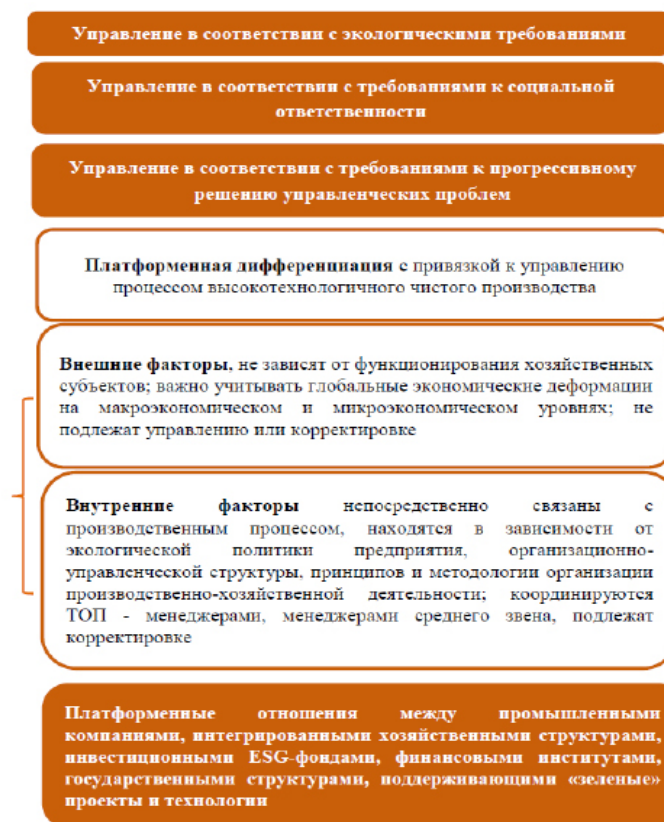 Управление в соответствии с экологическими требованиями
Управление в соответствии с требованиями к социальной
ответственности
Управление в соответствии с требованиями к прогрессивному
решению управленческих проблем
Платформенная дифференциация с привязкой к управлению
процессом высокотехнологичного чистого производства
Внешние факторы, не зависят от функционирования хозяйственных
субъектов; важно учитывать глобальные экономические деформации
на макроэкономическом и микроэкономическом уровнях; не
подлежат управлению или корректировке
Внутренние факторы непосредственно связаны с
производственным процессом, находятся в зависимости от
экологической политики предприятия, организационно-
управленческой структуры, принципов и методологии организации
производственно-хозяйственной деятельности; координируются
ТОП - менеджерами, менеджерами среднего звена, подлежат
корректировке
Платформенные отношения между промышленными
компаниями, интегрированными хозяйственными структурами,
инвестиционными ESG-фондами, финансовыми институтами,
государственными структурами, поддерживающими «зеленые»
проекты и технологии